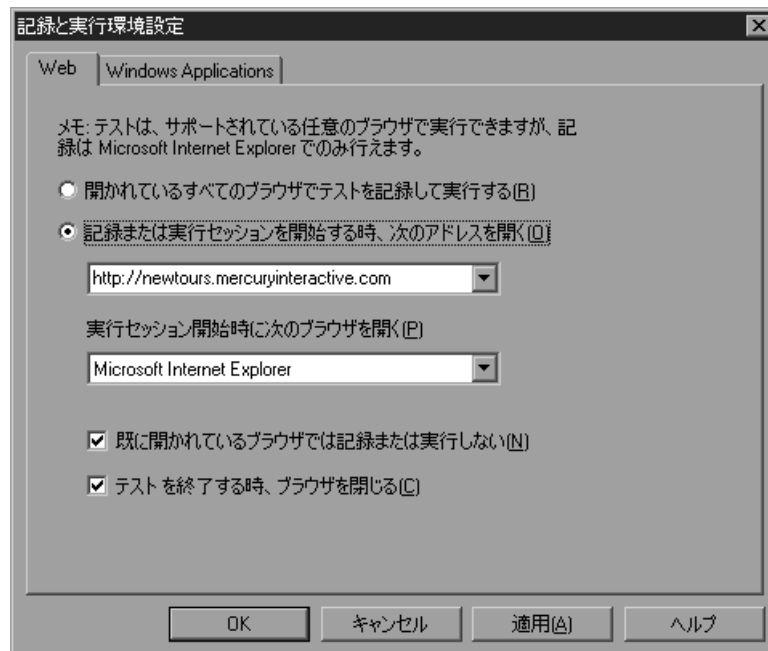 記録と実行環境設定
Web
Windows Applications
メモ: テストは、サポートされている任意のブラウザで実行できますが、記
録は Microsoft Internet Explorer でのみ行えます。
開かれているすべてのブラウザでテストを記録して実行する(R)
記録または実行セッションを開始する時、次のアドレスを開く(O)
http://newtours.mercuryinteractive.com
実行セッション開始時に次のブラウザを開く(P)
Microsoft Internet Explorer
既に開かれているブラウザでは記録または実行しない(N)
テスト を終了する時、ブラウザを閉じる(C)
OK
キャンセル
適用(A)
ヘルプ